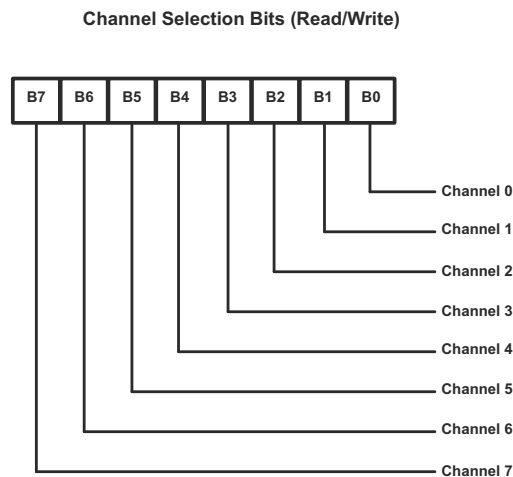 Channel Selection Bits (Read/Write)
B7 B6 B5 B4 B3 B2 B1 B0
Channel 0
Channel 1
Channel 2
Channel 3
Channel 4
Channel 5
Channel 6
Channel 7